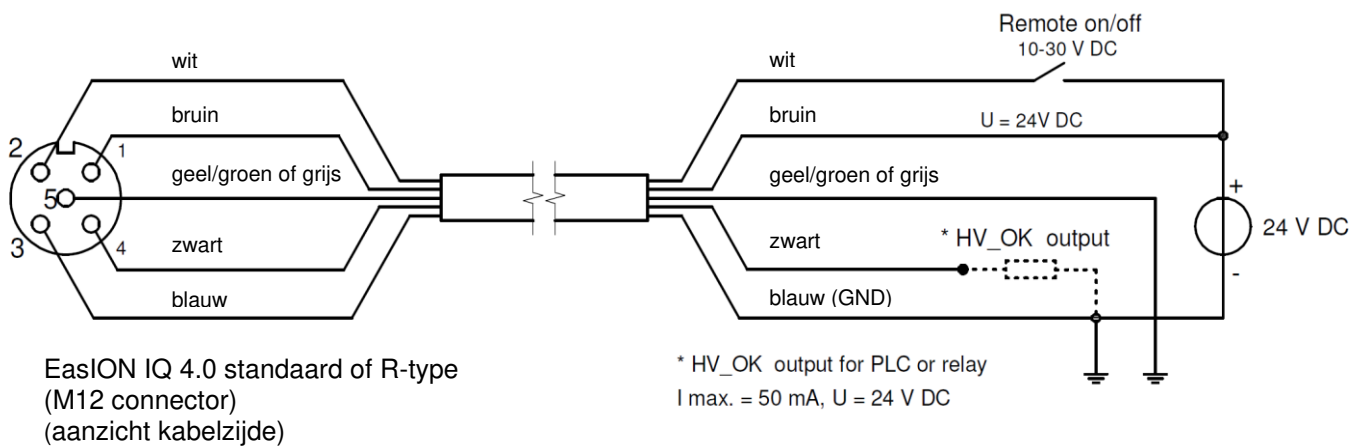 Remote on/off
10-30 V DC
wit
wit
bruin
bruin
U = 24V DC
2
1
geel/groen of grijs
geel/groen of grijs
5
+
24 V DC
-
3
4
zwart
zwart
* HV_OK output
blauw
blauw (GND)
EasION IQ 4.0 standaard of R-type
(M12 connector)
(aanzicht kabelzijde)
* HV_OK output for PLC or relay
I max. = 50 mA, U = 24 V DC